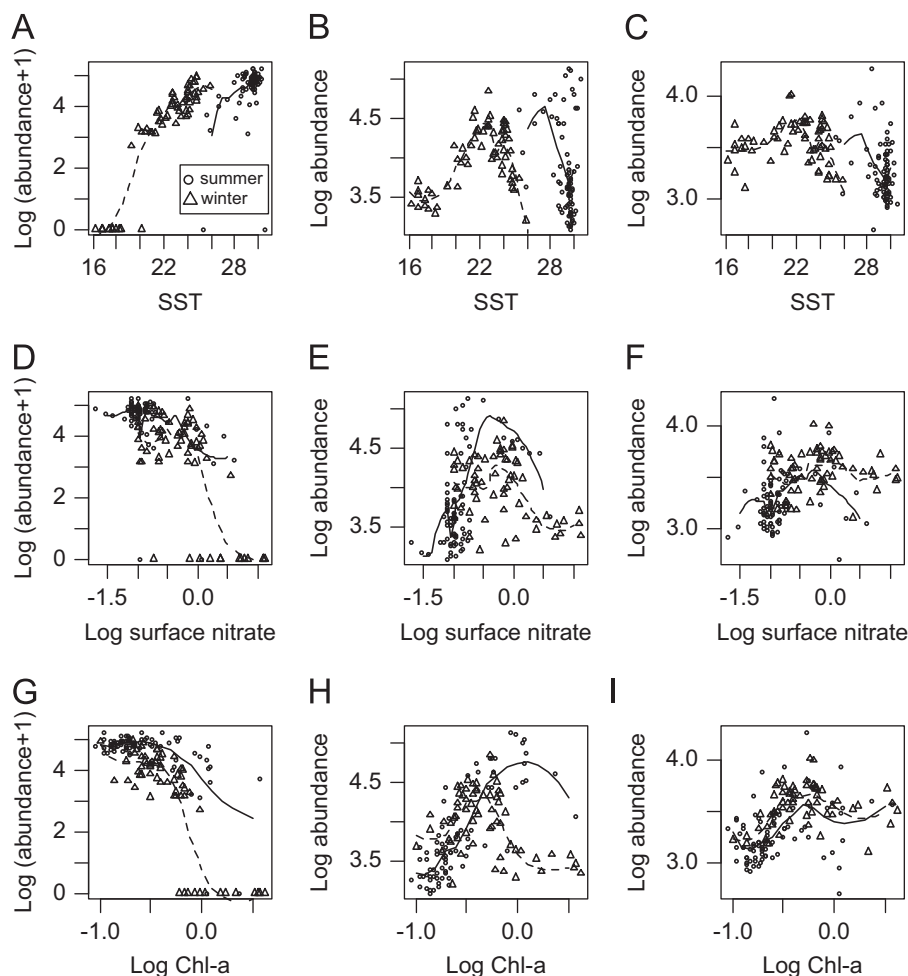 A
Log (abundance+1)
4
2
0
summer
winter
16
22
28
SST
B
Log abundance
4.5
3.5
16
22
28
SST
C
Log abundance
4.0
3.0
16
22
28
SST
D
Log (abundance+1)
4
2
0
-1.5
0.0
Log surface nitrate
E
Log abundance
4.5
3.5
-1.5
0.0
Log surface nitrate
F
Log abundance
4.0
3.0
-1.5
0.0
Log surface nitrate
G
Log (abundance+1)
4
2
0
-1.0
0.0
Log Chl-a
H
Log abundance
4.5
3.5
-1.0
0.0
Log Chl-a
I
Log abundance
4.0
3.0
-1.0
0.0
Log Chl-a